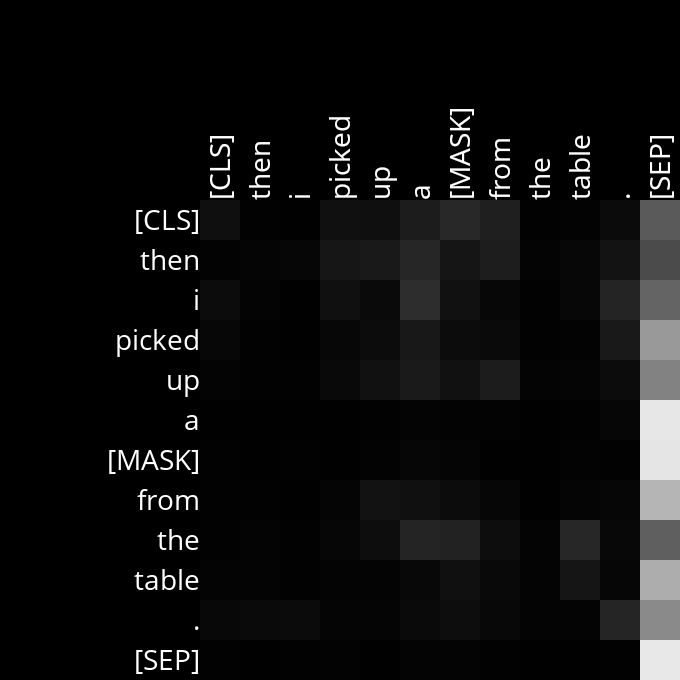 [CLS] then i picked up a [MASK] from the table . [SEP]
[CLS]
then
i
picked
up
a
[MASK]
from
the
table
.
[SEP]